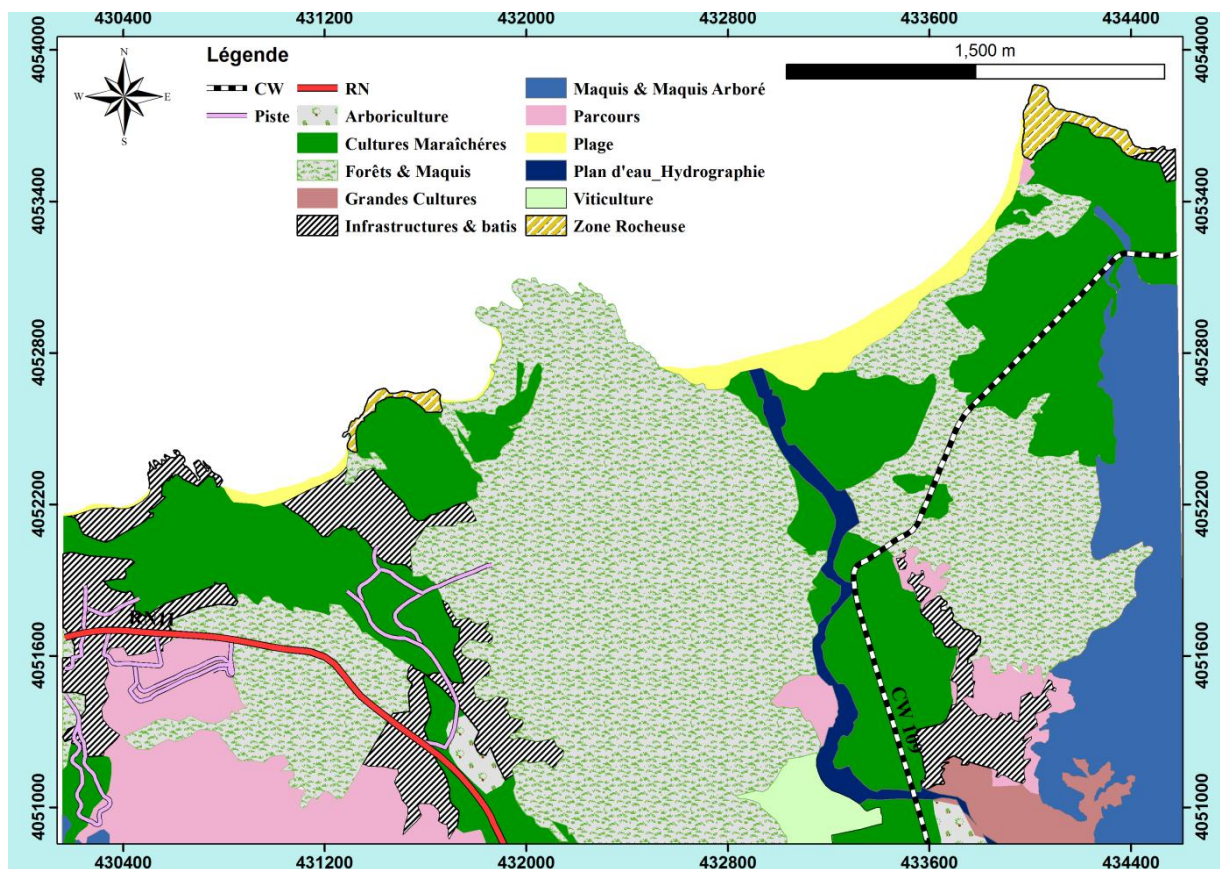 430400 431200 432000 432800 433600 434400
4054000 4054000
Légende
1,500 m
N
W E
S
CW RN Maquis & Maquis Arboré
Piste Arboriculture Parcours
Cultures Maraîchéres Plage
Forêts & Maquis Plan d'eau_Hydrographie
Grandes Cultures Viticulture
Infrastructures & batis Zone Rocheuse
4053400 4053400
4052800 4052800
4052200 4052200
4051600 4051600
RN11
CW 109
4051000 4051000
430400 431200 432000 432800 433600 434400